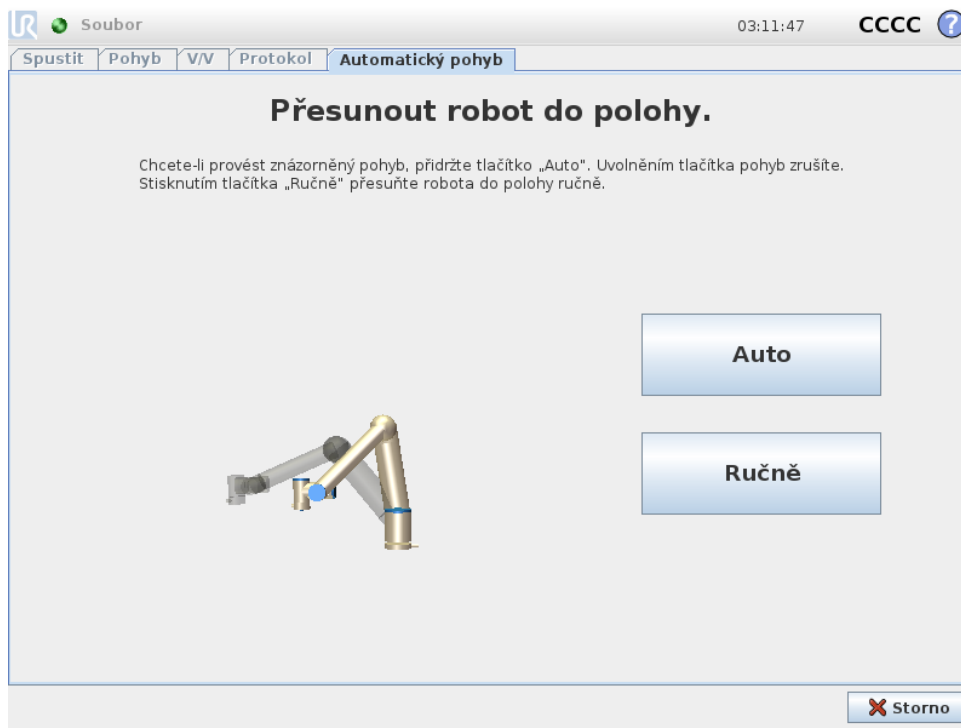 UR Soubor 03:11:47 CCCC ?
Spustit Pohyb V/V Protokol Automatický pohyb
Přesunout robot do polohy.
Chcete-li provést znázorněný pohyb, přidržte tlačítko „Auto”. Uvolněním tlačítka pohyb zrušíte.
Stisknutím tlačítka „Ručně” přesuňte robota do polohy ručně.
Auto
Ručně
Storno